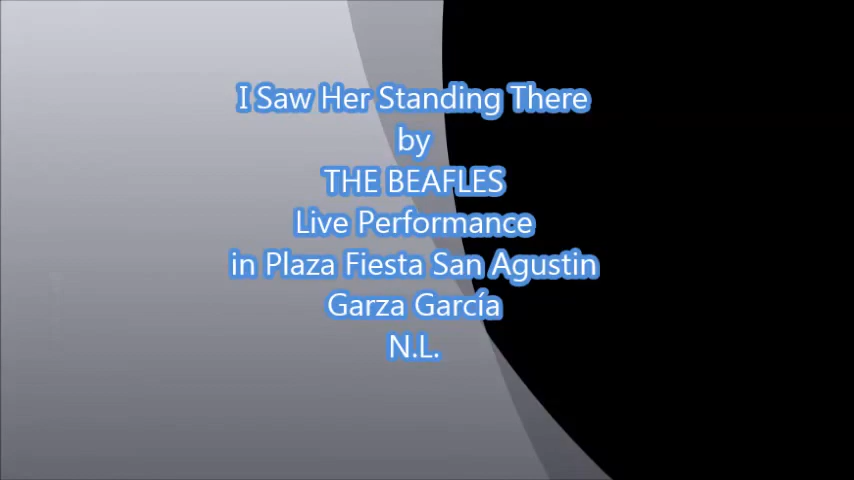 I Saw Her Standing There
by
THE BEAFLES
Live Performance
in Plaza Fiesta San Agustin
Garza García
N.L.